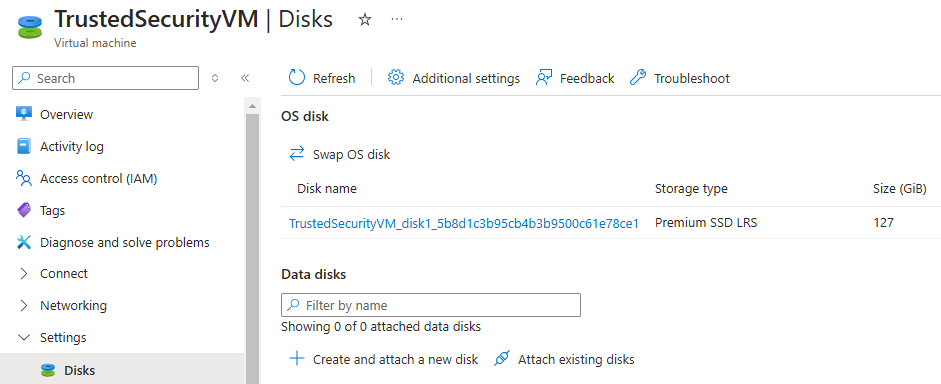 TrustedSecurityVM | Disks
Virtual machine
Search
Refresh
Additional settings
Feedback
Troubleshoot
Overview
Activity log
Access control (IAM)
Tags
Diagnose and solve problems
Connect
Networking
Settings
Disks
OS disk
Swap OS disk
Disk name Storage type Size (GiB)
TrustedSecurityVM_disk1_5b8d1c3b95cb4b3b9500c61e78ce1 Premium SSD LRS 127
Data disks
Filter by name
Showing 0 of 0 attached data disks
Create and attach a new disk
Attach existing disks